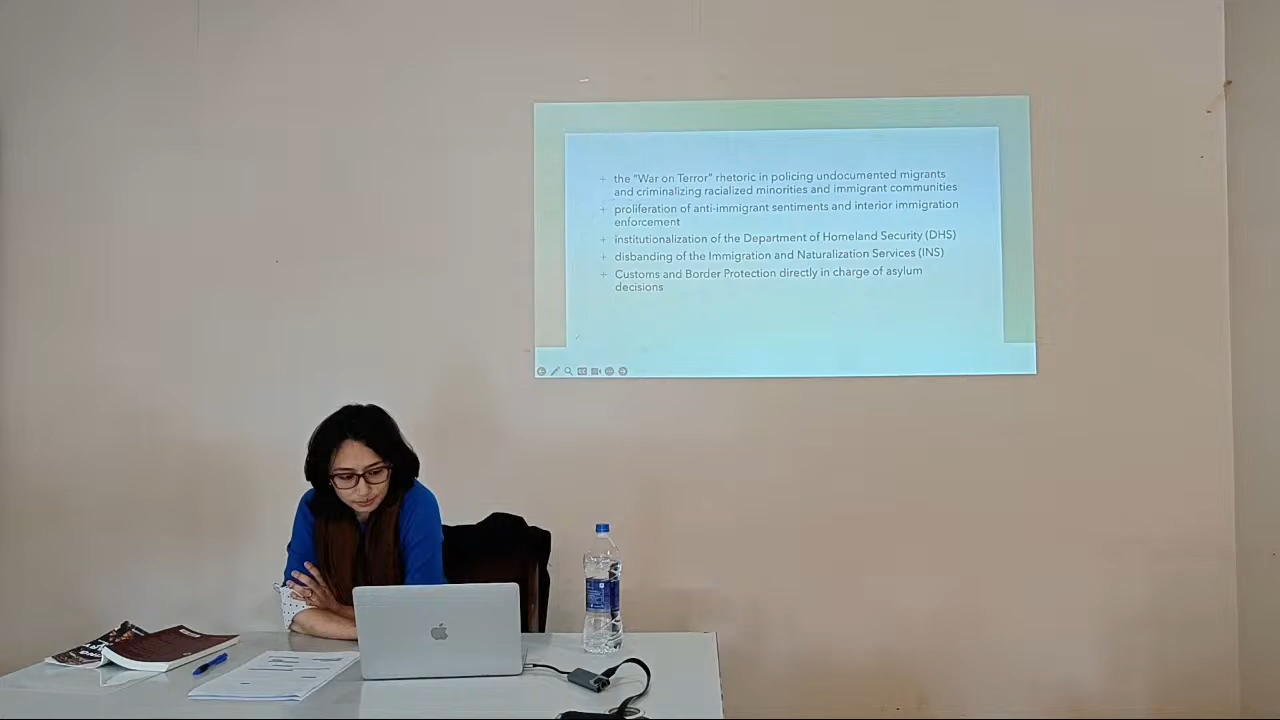 + the "War on Terror" rhetoric in policing undocumented migrants
and criminalizing racialized minorities and immigrant communities
+ proliferation of anti-immigrant sentiments and interior immigration
enforcement
+ institutionalization of the Department of Homeland Security (DHS)
+ disbanding of the Immigration and Naturalization Services (INS)
+ Customs and Border Protection directly in charge of asylum
decisions